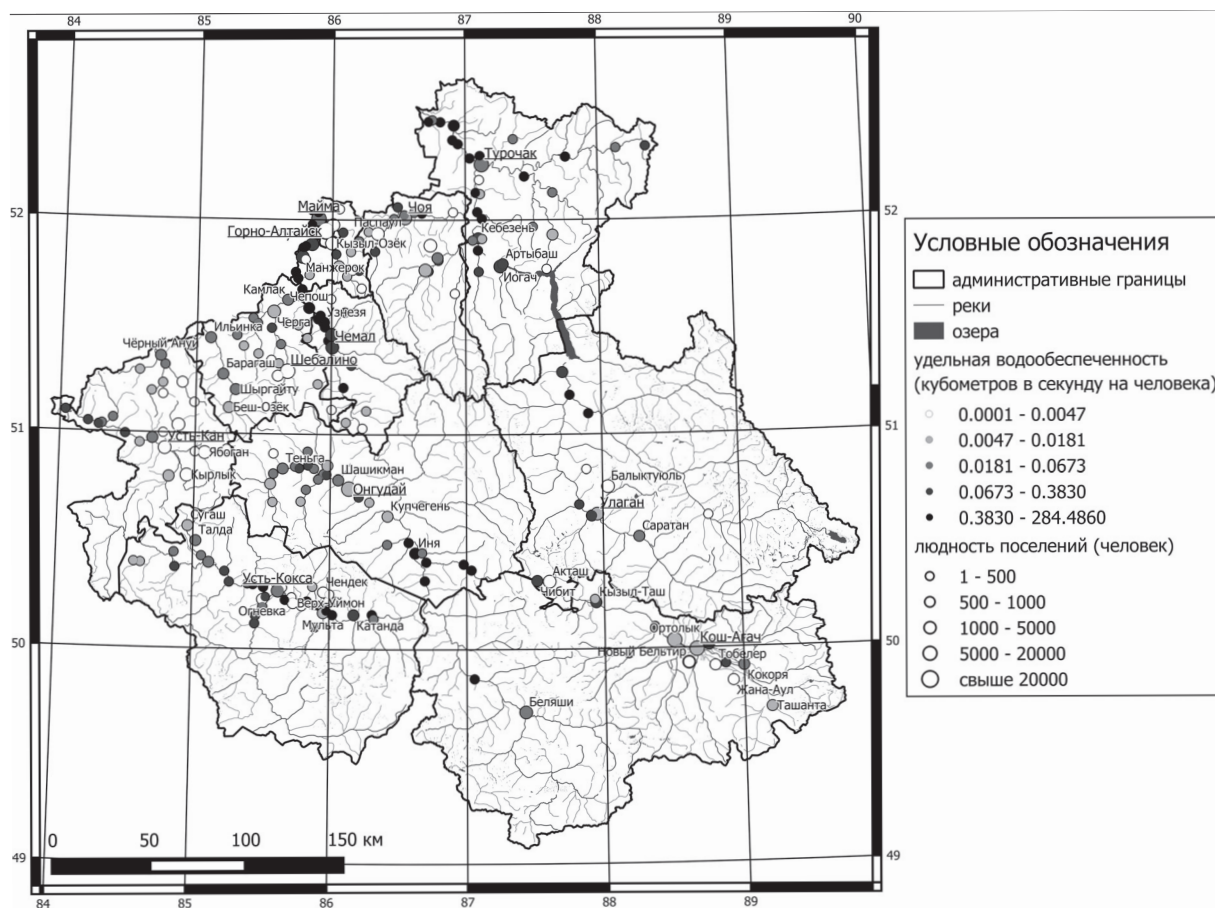 84
85
86
87
88
89
90
52
51
50
49
52
51
50
49
84
85
86
87
88
89
90
Турочак
Майма
Чоя
Паспаул
Горно-Алтайск
Кызыл-Озёк
Кебезень
Манжерок
Артыбаш
Иогач
Камлак
Чепош
Узнезя
Ильинка
Черга
Чемал
Чёрный Ануй
Барагаш
Шебалино
Шыргайту
Беш-Озёк
Усть-Кан
Ябоган
Теньга
Шашикман
Кырлык
Онгудай
Балыктуюль
Купчегень
Улаган
Сугаш
Саратан
Талда
Иня
Усть-Кокса
Чендек
Акташ
Чибит
Кызыл-Таш
Огнёвка
Верх-Уймон
Мульта
Катанда
Ортолык
Кош-Агач
Новый Бельтир
Тобелер
Кокоря
Жана-Аул
Беляши
Ташанта
0
50
100
150 км
Условные обозначения
административные границы
реки
озера
удельная водообеспеченность
(кубометров в секунду на человека)
0.0001 - 0.0047
0.0047 - 0.0181
0.0181 - 0.0673
0.0673 - 0.3830
0.3830 - 284.4860
людность поселений (человек)
1 - 500
500 - 1000
1000 - 5000
5000 - 20000
свыше 20000